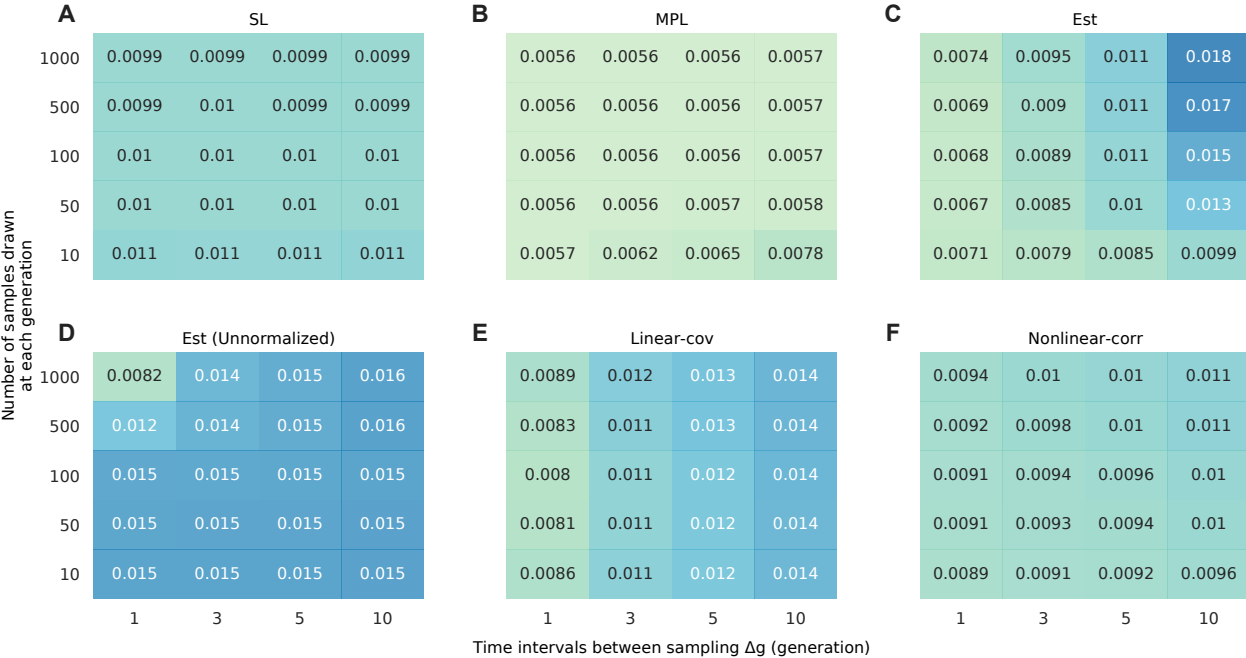 A SL
B MPL
C Est
1000 0.0099 0.0099 0.0099 0.0099 0.0056 0.0056 0.0056 0.0057 0.0074 0.0095 0.011 0.018
500 0.0099 0.01 0.0099 0.0099 0.0056 0.0056 0.0056 0.0057 0.0069 0.009 0.011 0.017
100 0.01 0.01 0.01 0.01 0.0056 0.0056 0.0056 0.0057 0.0068 0.0089 0.011 0.015
50 0.01 0.01 0.01 0.01 0.0056 0.0056 0.0057 0.0058 0.0067 0.0085 0.01 0.013
10 0.011 0.011 0.011 0.011 0.0057 0.0062 0.0065 0.0078 0.0071 0.0079 0.0085 0.0099
Number of samples drawn
at each generation
D Est (Unnormalized)
E Linear-cov
F Nonlinear-corr
1000 0.0082 0.014 0.015 0.016 0.0089 0.012 0.013 0.014 0.0094 0.01 0.01 0.011
500 0.012 0.014 0.015 0.016 0.0083 0.011 0.013 0.014 0.0092 0.0098 0.01 0.011
100 0.015 0.015 0.015 0.015 0.008 0.011 0.012 0.014 0.0091 0.0094 0.0096 0.01
50 0.015 0.015 0.015 0.015 0.0081 0.011 0.012 0.014 0.0091 0.0093 0.0094 0.01
10 0.015 0.015 0.015 0.015 0.0086 0.011 0.012 0.014 0.0089 0.0091 0.0092 0.0096
1 3 5 10 1 3 5 10 1 3 5 10
Time intervals between sampling Δg (generation)